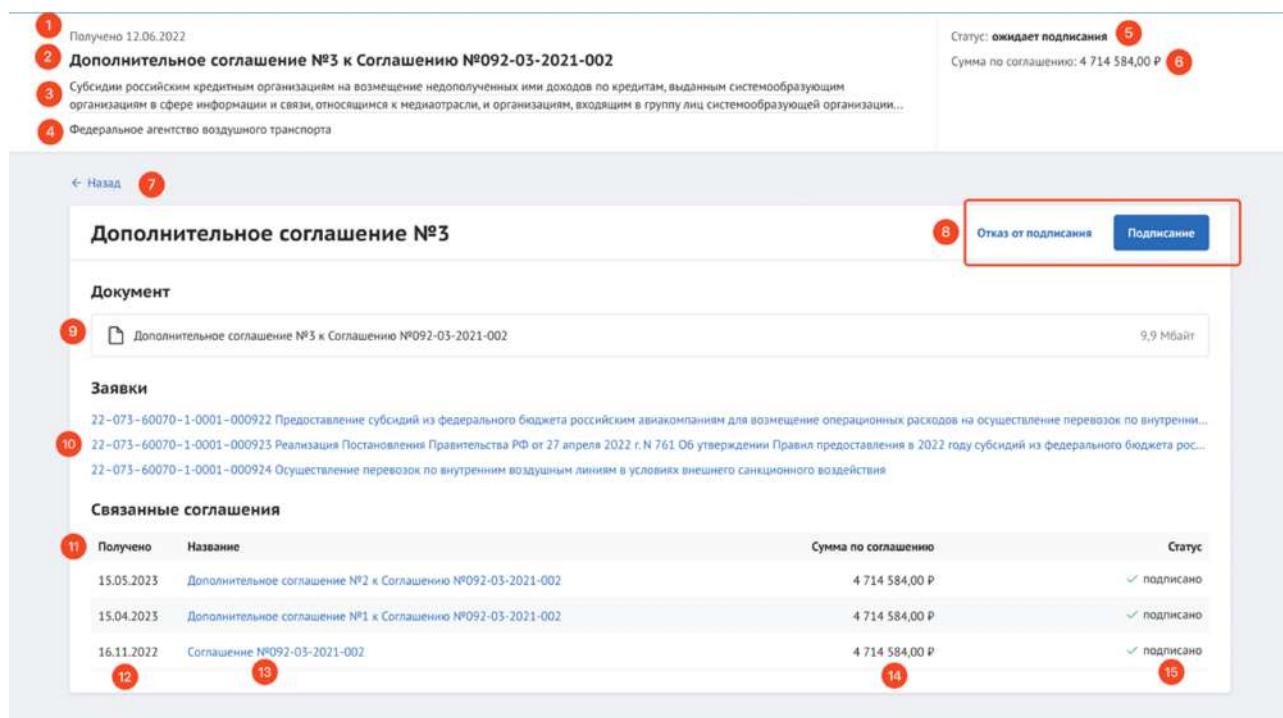 1
Получено 12.06.2022
Статус: ожидает подписания 5
2 Дополнительное соглашение №3 к Соглашению №092-03-2021-002
Сумма по соглашению: 4 714 584,00 ₽ 6
3 Субсидии российским кредитным организациям на возмещение недополученных ими доходов по кредитам, выданным системообразующим
организациям в сфере информации и связи, относящимся к медиаотрасли, и организациям, входящим в группу лиц системообразующей организации...
4 Федеральное агентство воздушного транспорта
← Назад 7
Дополнительное соглашение №3 8 Отказ от подписания Подписание
Документ
9 Дополнительное соглашение №3 к Соглашению №092-03-2021-002 9,9 Мбайт
Заявки
22-073-60070-1-0001-000922 Предоставление субсидий из федерального бюджета российским авиакомпаниям для возмещение операционных расходов на осуществление перевозок по внутренни...
10 22-073-60070-1-0001-000923 Реализация Постановления Правительства РФ от 27 апреля 2022 г. N 761 Об утверждении Правил предоставления в 2022 году субсидий из федерального бюджета рос...
22-073-60070-1-0001-000924 Осуществление перевозок по внутренним воздушным линиям в условиях внешнего санкционного воздействия
Связанные соглашения
11 Получено Название Сумма по соглашению Статус
15.05.2023 Дополнительное соглашение №2 к Соглашению №092-03-2021-002 4 714 584,00 ₽ ✓ подписано
15.04.2023 Дополнительное соглашение №1 к Соглашению №092-03-2021-002 4 714 584,00 ₽ ✓ подписано
16.11.2022 Соглашение №092-03-2021-002 4 714 584,00 ₽ ✓ подписано
12 13 14 15